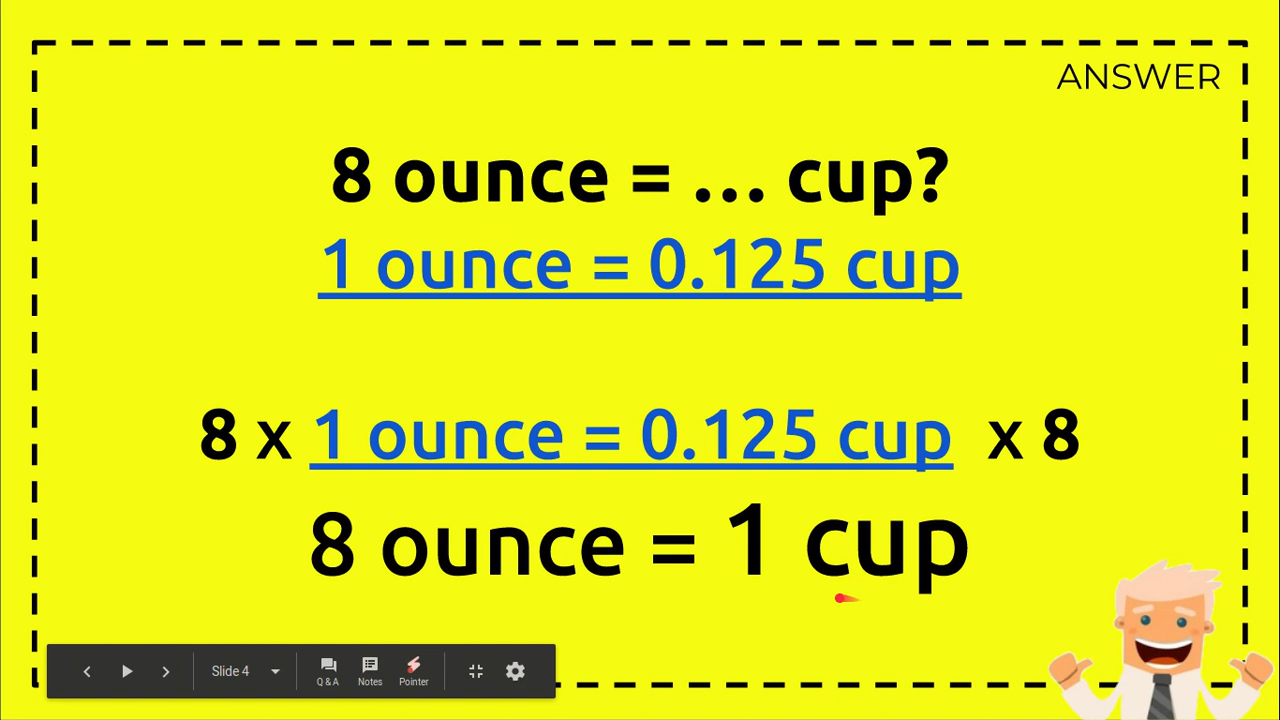 ANSWER
8 ounce = ... cup?
1 ounce = 0.125 cup
8 x 1 ounce = 0.125 cup x 8
8 ounce = 1 cup
Slide 4
Q & A
Notes
Pointer